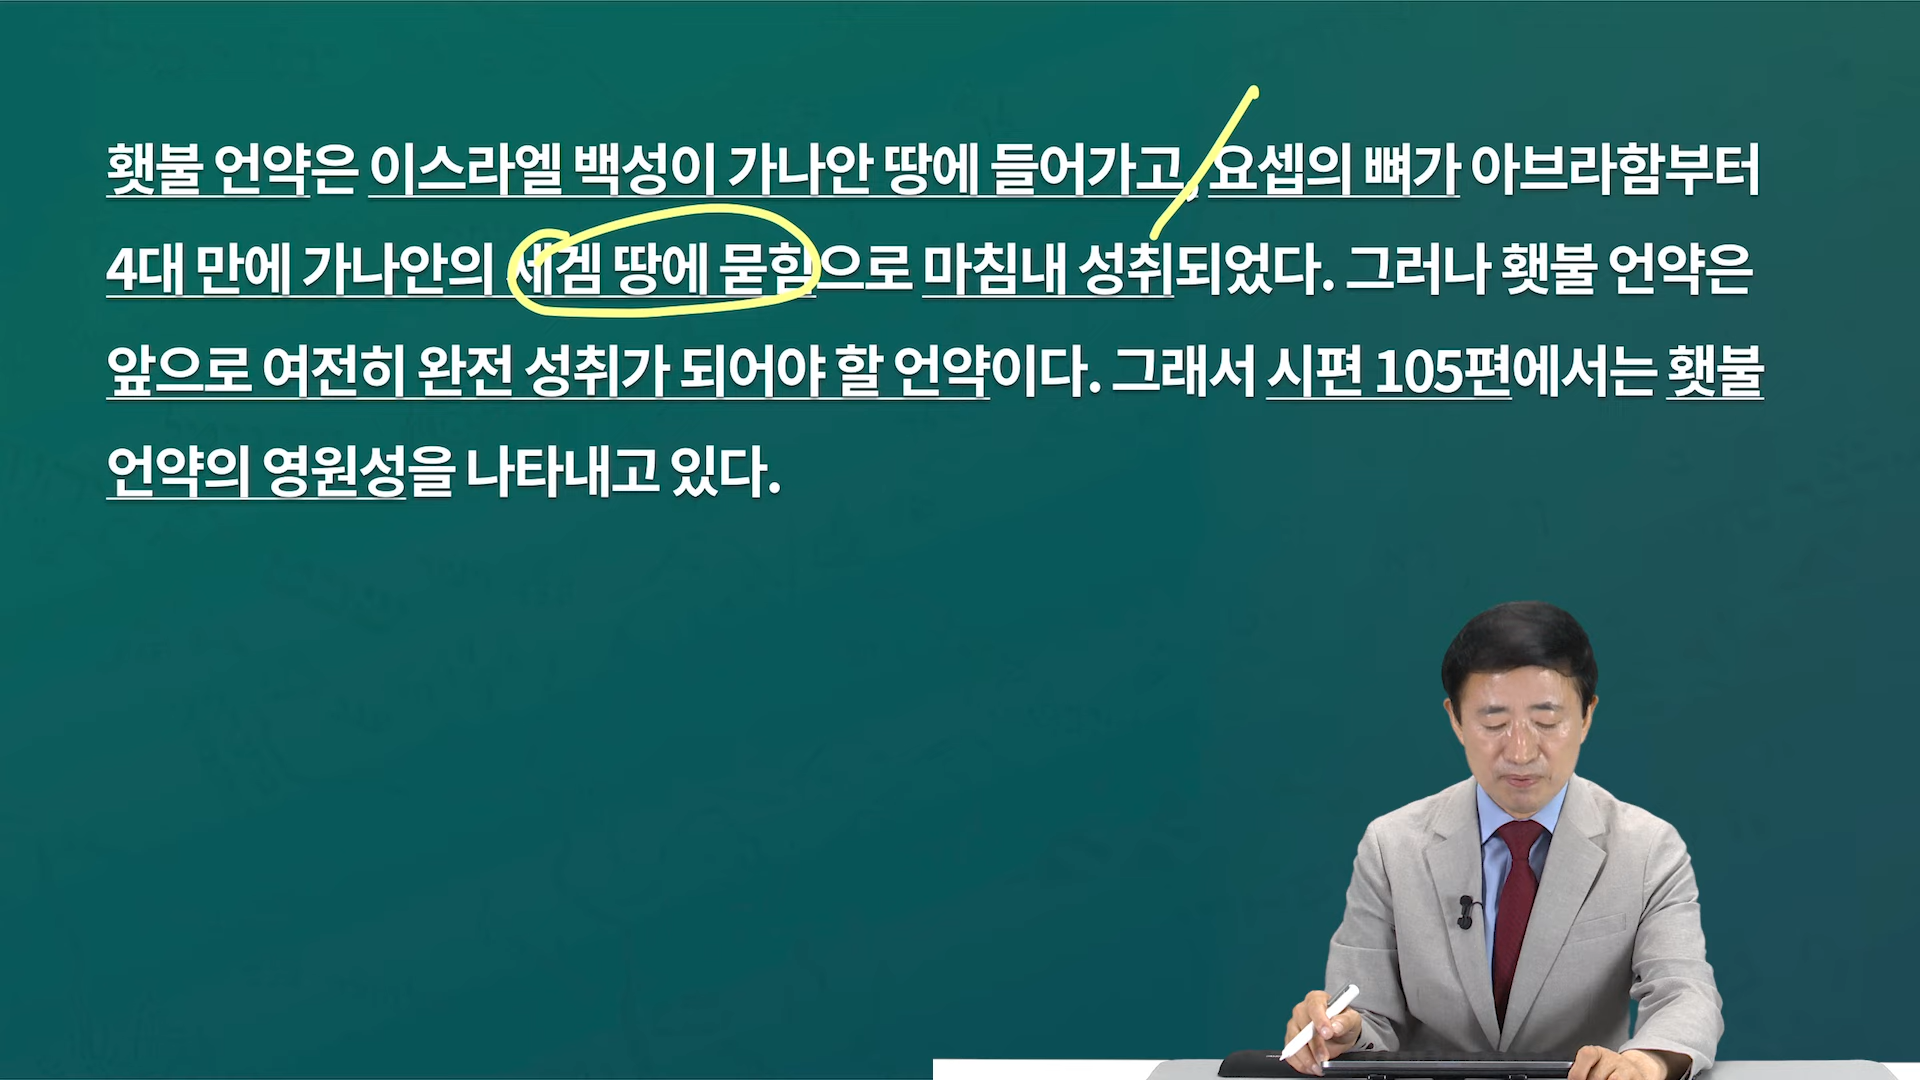 횃불 언약은 이스라엘 백성이 가나안 땅에 들어가고, 요셉의 뼈가 아브라함부터
4대 만에 가나안의 세겜 땅에 묻힘으로 마침내 성취되었다. 그러나 횃불 언약은
앞으로 여전히 완전 성취가 되어야 할 언약이다. 그래서 시편 105편에서는 횃불
언약의 영원성을 나타내고 있다.